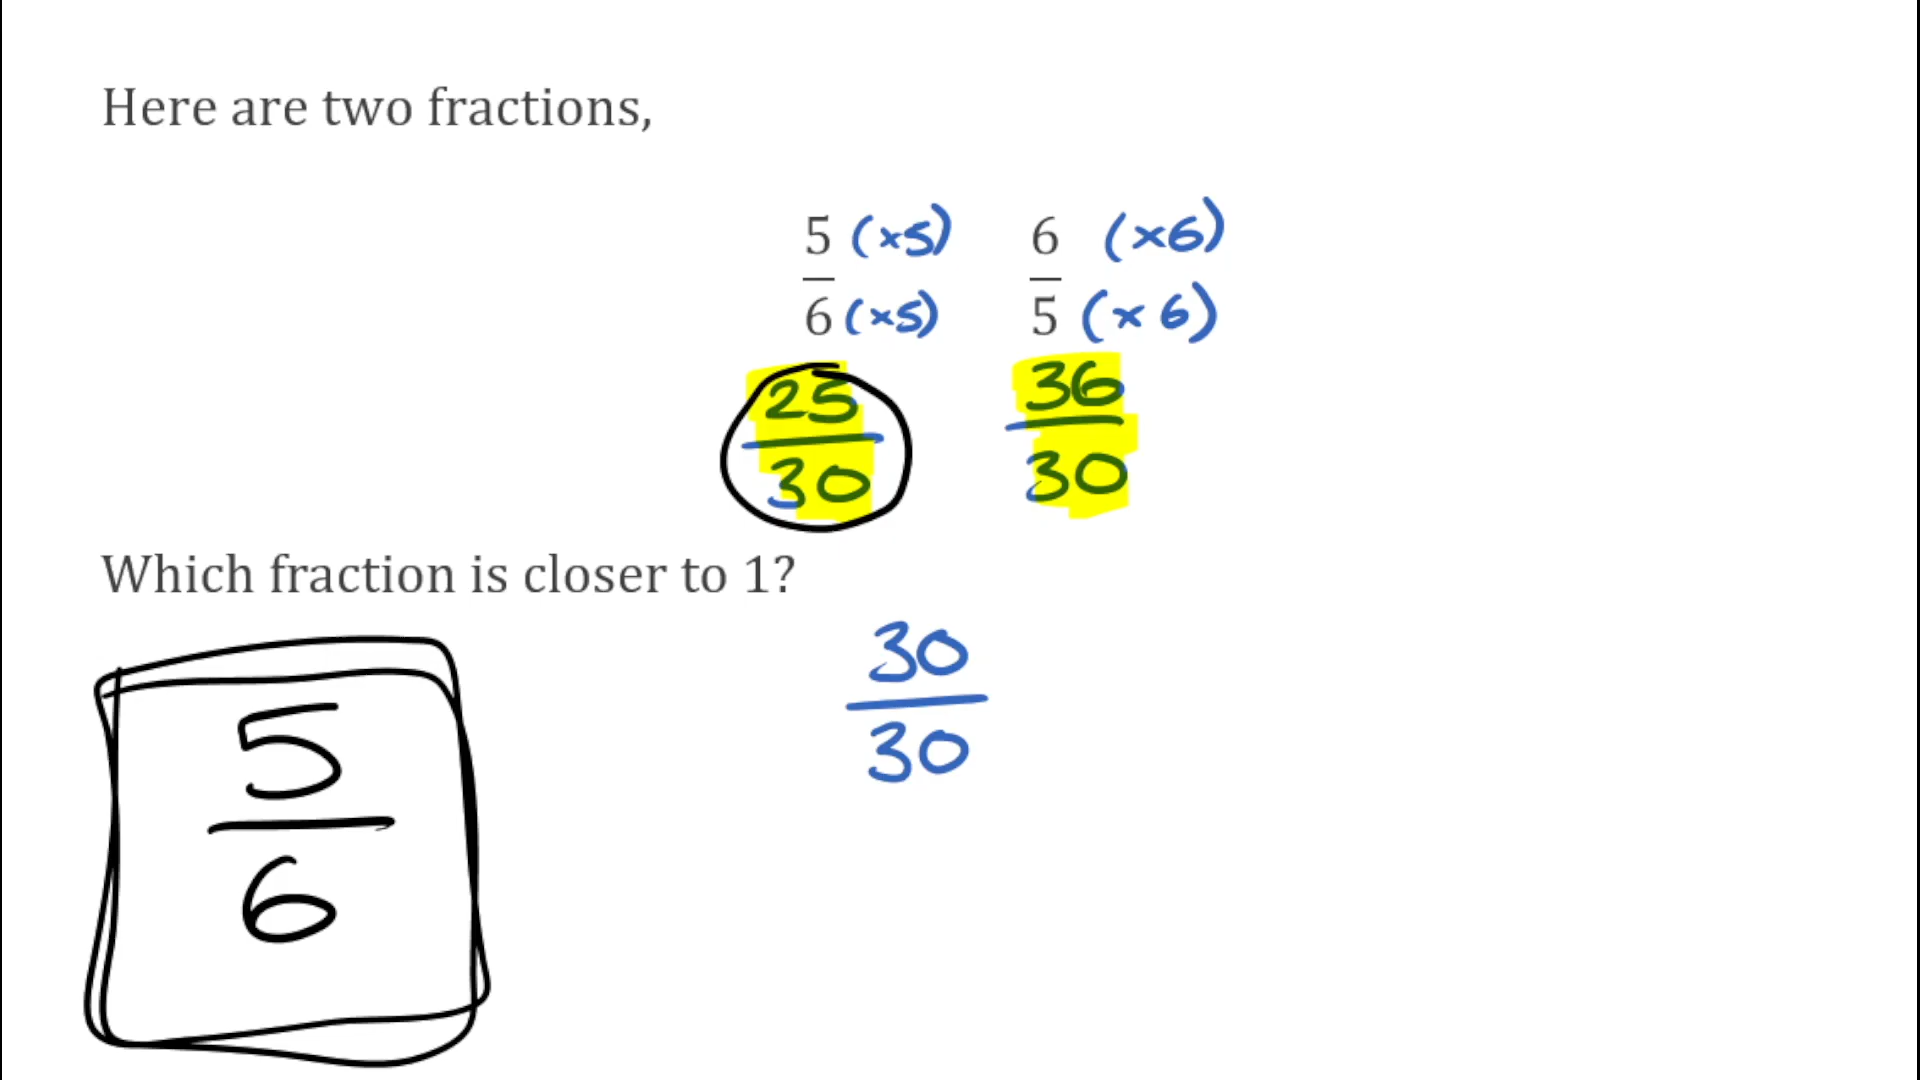 Here are two fractions,
5 (×5) 6 (×6)
6 (×5) 5 (×6)
25 36
30 30
Which fraction is closer to 1?
30
30
5
6